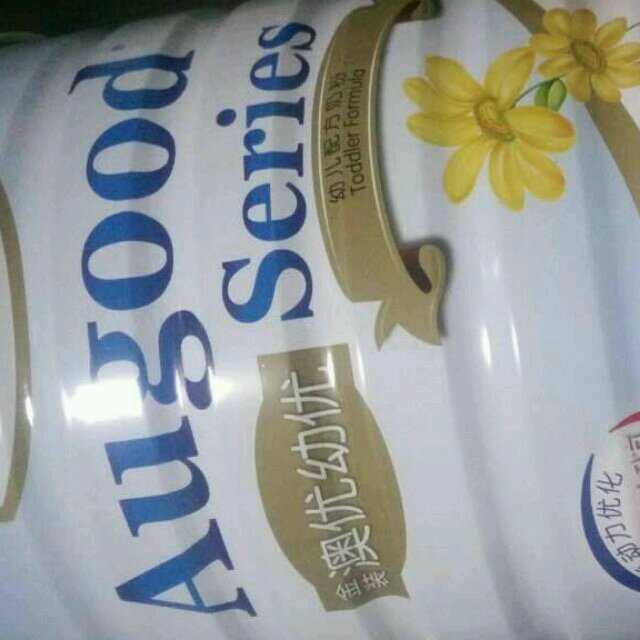 Augood
Series
幼儿配方奶粉
Toddler Formula
金装
澳优幼优
力优化